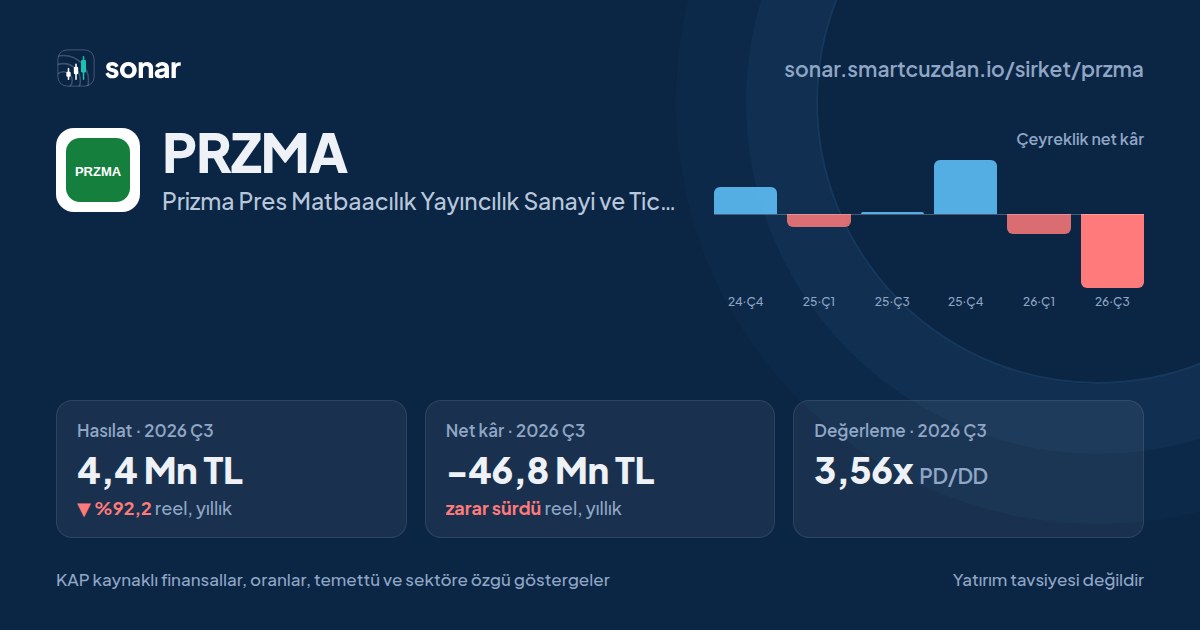 sonar
sonar.smartcuzdan.io/sirket/przma
PRZMA
PRZMA
Prizma Pres Matbaacılık Yayıncılık Sanayi ve Tic...
Çeyreklik net kâr
24·Ç4 25·Ç1 25·Ç3 25·Ç4 26·Ç1 26·Ç3
Hasılat · 2026 Ç3
4,4 Mn TL
▼ %92,2 reel, yıllık
Net kâr · 2026 Ç3
−46,8 Mn TL
zarar sürdü reel, yıllık
Değerleme · 2026 Ç3
3,56x PD/DD
KAP kaynaklı finansallar, oranlar, temettü ve sektöre özgü göstergeler
Yatırım tavsiyesi değildir